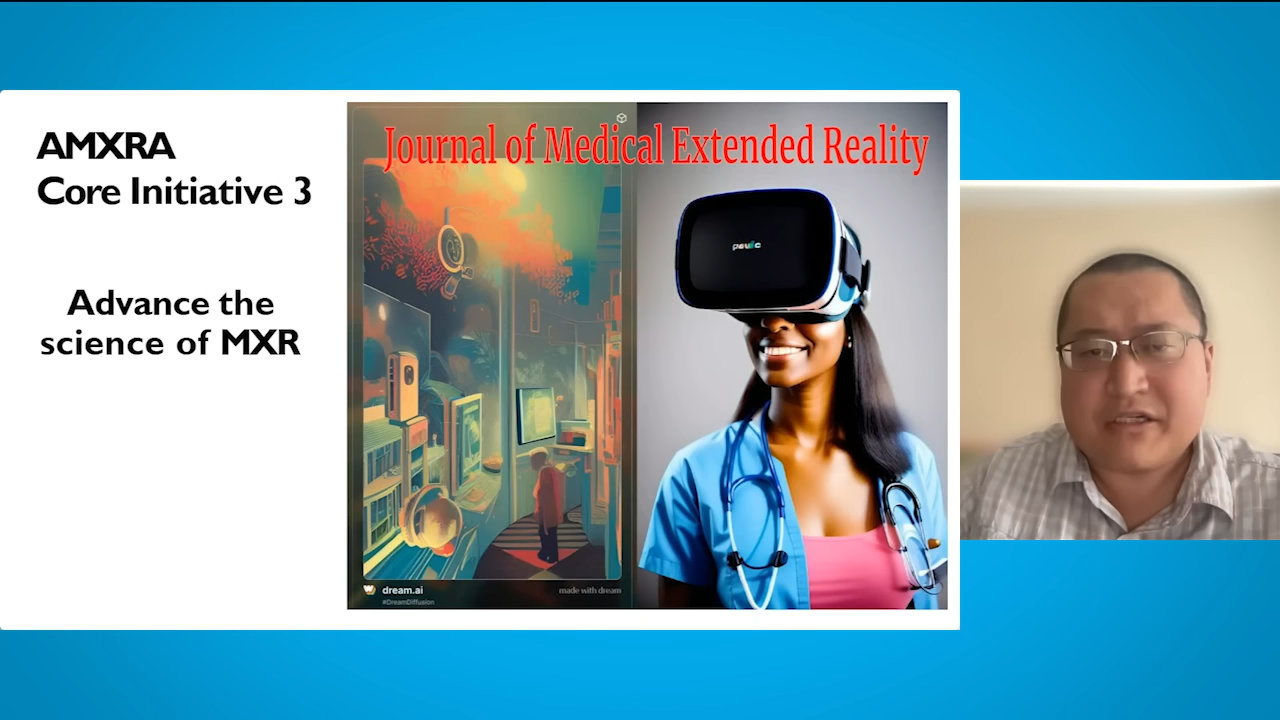 AMXRA
Core Initiative 3
Advance the
science of MXR
Journal of Medical Extended Reality
dream.ai
#DreamDiffusion
made with dream